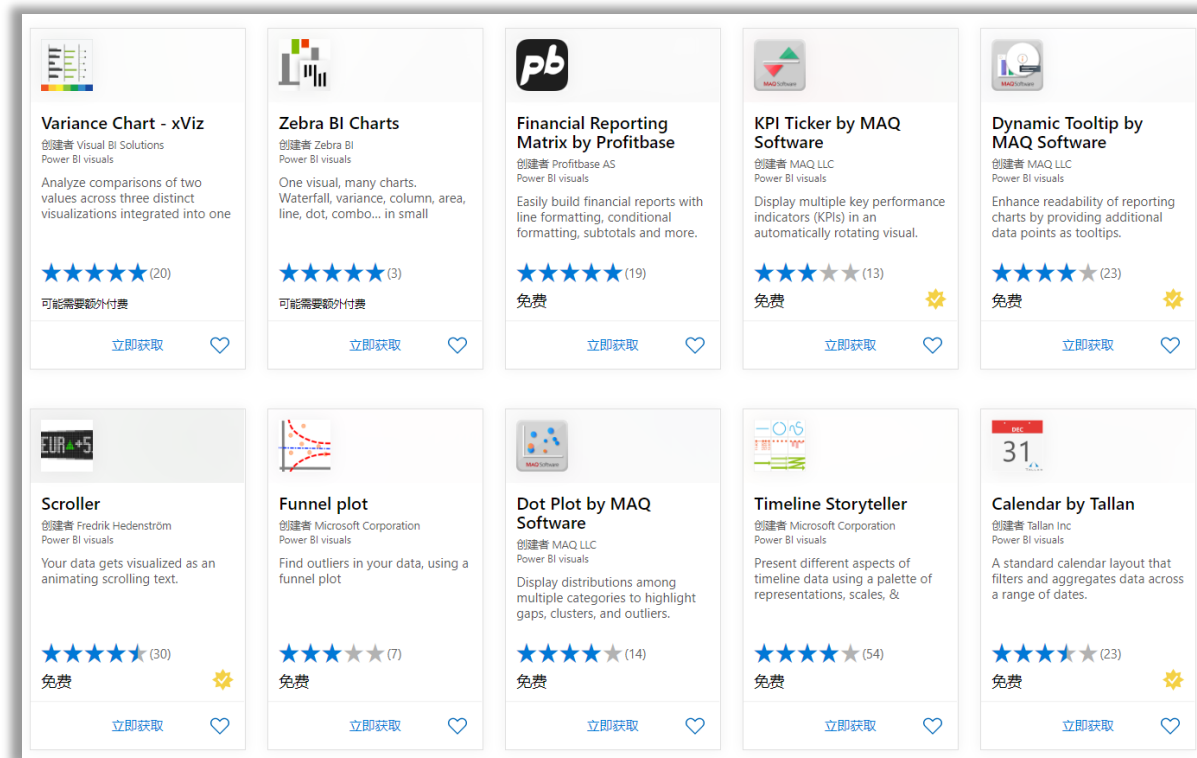 Variance Chart - xViz
创建者 Visual BI Solutions
Power BI visuals
Analyze comparisons of two
values across three distinct
visualizations integrated into one
(20)
可能需要额外付费
立即获取
Zebra BI Charts
创建者 Zebra BI
Power BI visuals
One visual, many charts.
Waterfall, variance, column, area,
line, dot, combo... in small
(3)
可能需要额外付费
立即获取
pb
Financial Reporting
Matrix by Profitbase
创建者 Profitbase AS
Power BI visuals
Easily build financial reports with
line formatting, conditional
formatting, subtotals and more.
(19)
免费
立即获取
MAQ Software
KPI Ticker by MAQ
Software
创建者 MAQ LLC
Power BI visuals
Display multiple key performance
indicators (KPIs) in an
automatically rotating visual.
(13)
免费
立即获取
MAQ Software
Dynamic Tooltip by
MAQ Software
创建者 MAQ LLC
Power BI visuals
Enhance readability of reporting
charts by providing additional
data points as tooltips.
(23)
免费
立即获取
EUR▲+5
Scroller
创建者 Fredrik Hedenström
Power BI visuals
Your data gets visualized as an
animating scrolling text.
(30)
免费
立即获取
Funnel plot
创建者 Microsoft Corporation
Power BI visuals
Find outliers in your data, using a
funnel plot
(7)
免费
立即获取
MAQ Software
Dot Plot by MAQ
Software
创建者 MAQ LLC
Power BI visuals
Display distributions among
multiple categories to highlight
gaps, clusters, and outliers.
(14)
免费
立即获取
Timeline Storyteller
创建者 Microsoft Corporation
Power BI visuals
Present different aspects of
timeline data using a palette of
representations, scales, &
(54)
免费
立即获取
DEC
31
Calendar by Tallan
创建者 Tallan Inc
Power BI visuals
A standard calendar layout that
filters and aggregates data across
a range of dates.
(23)
免费
立即获取